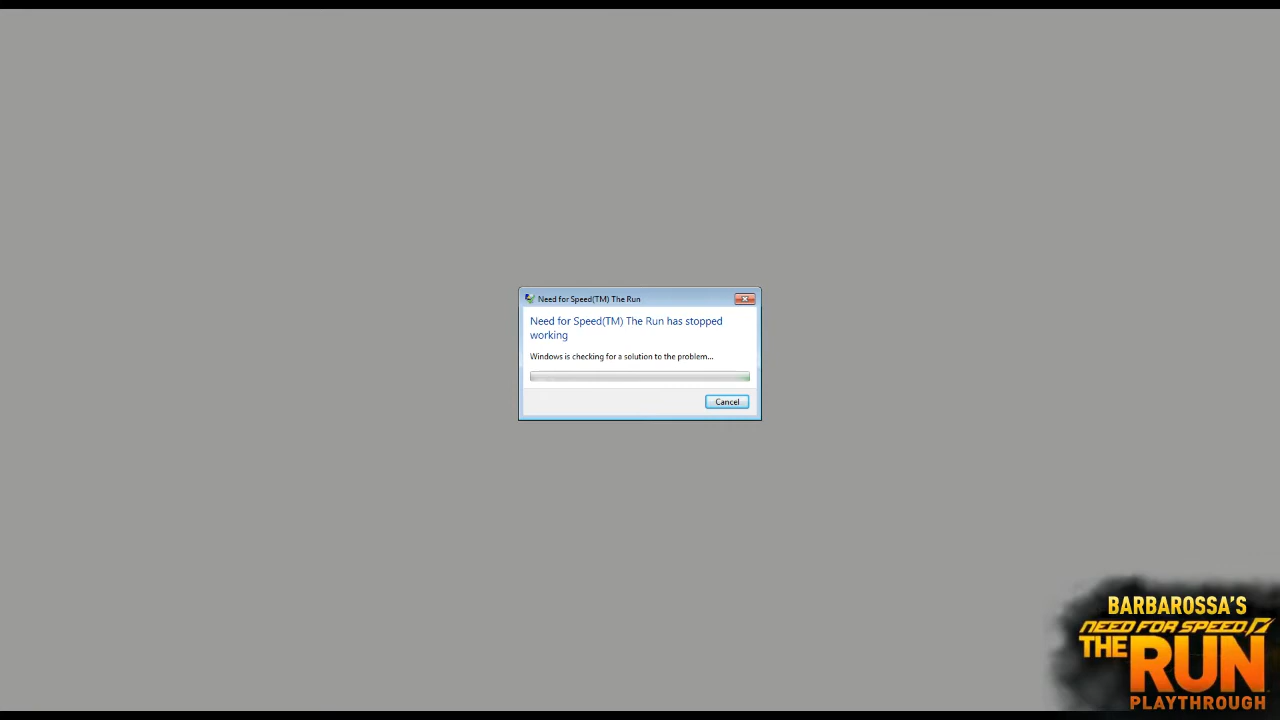 Need for Speed(TM) The Run
Need for Speed(TM) The Run has stopped
working
Windows is checking for a solution to the problem...
Cancel
BARBAROSSA'S
NEED FOR SPEED
THE RUN
PLAYTHROUGH